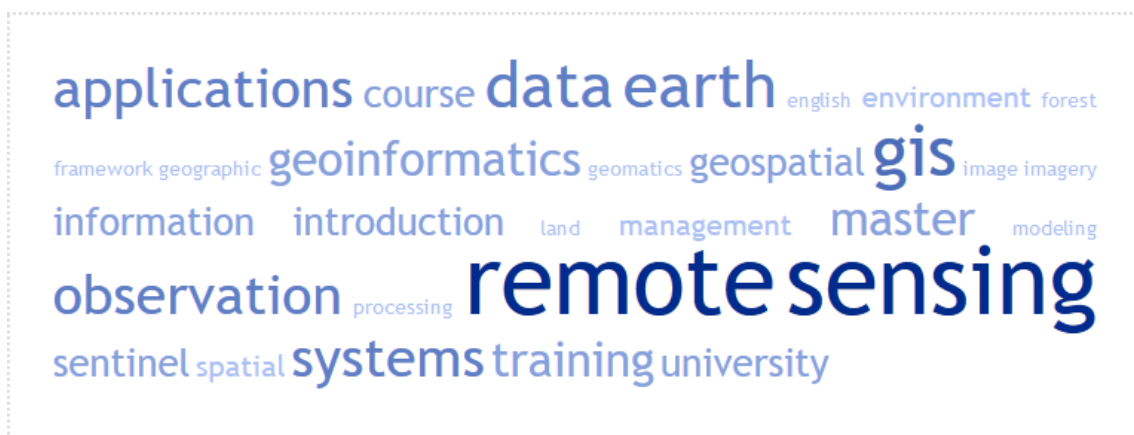 applications course data earth english environment forest
framework geographic geoinformatics geomatics geospatial gis image imagery
information introduction land management master modeling
observation processing remote sensing
sentinel spatial systems training university